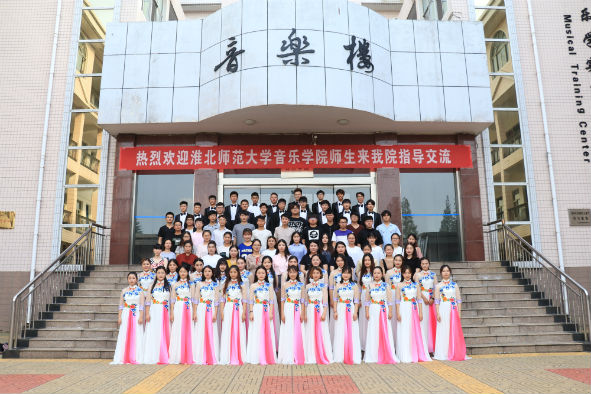 音樂楼
热烈欢迎淮北师范大学音乐学院师生来我院指导交流
Musical Training Center